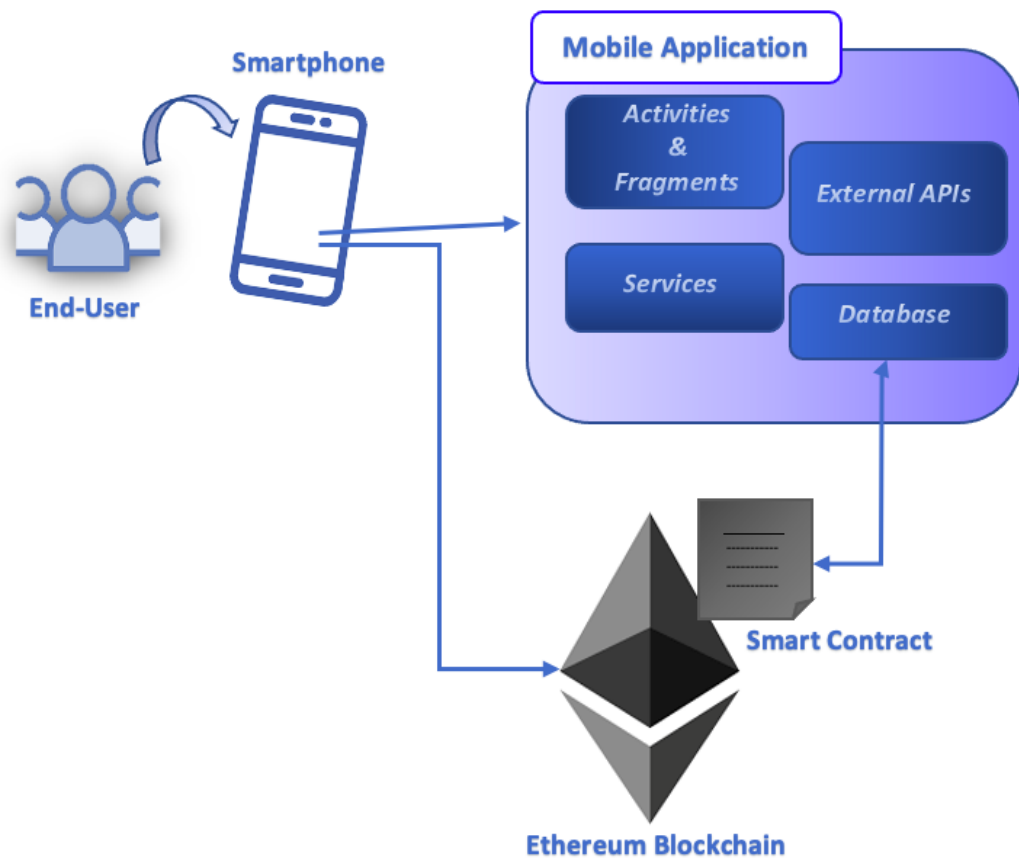 Mobile Application
Smartphone
Activities
&
Fragments
External APIs
Services
End-User
Database
Smart Contract
Ethereum Blockchain